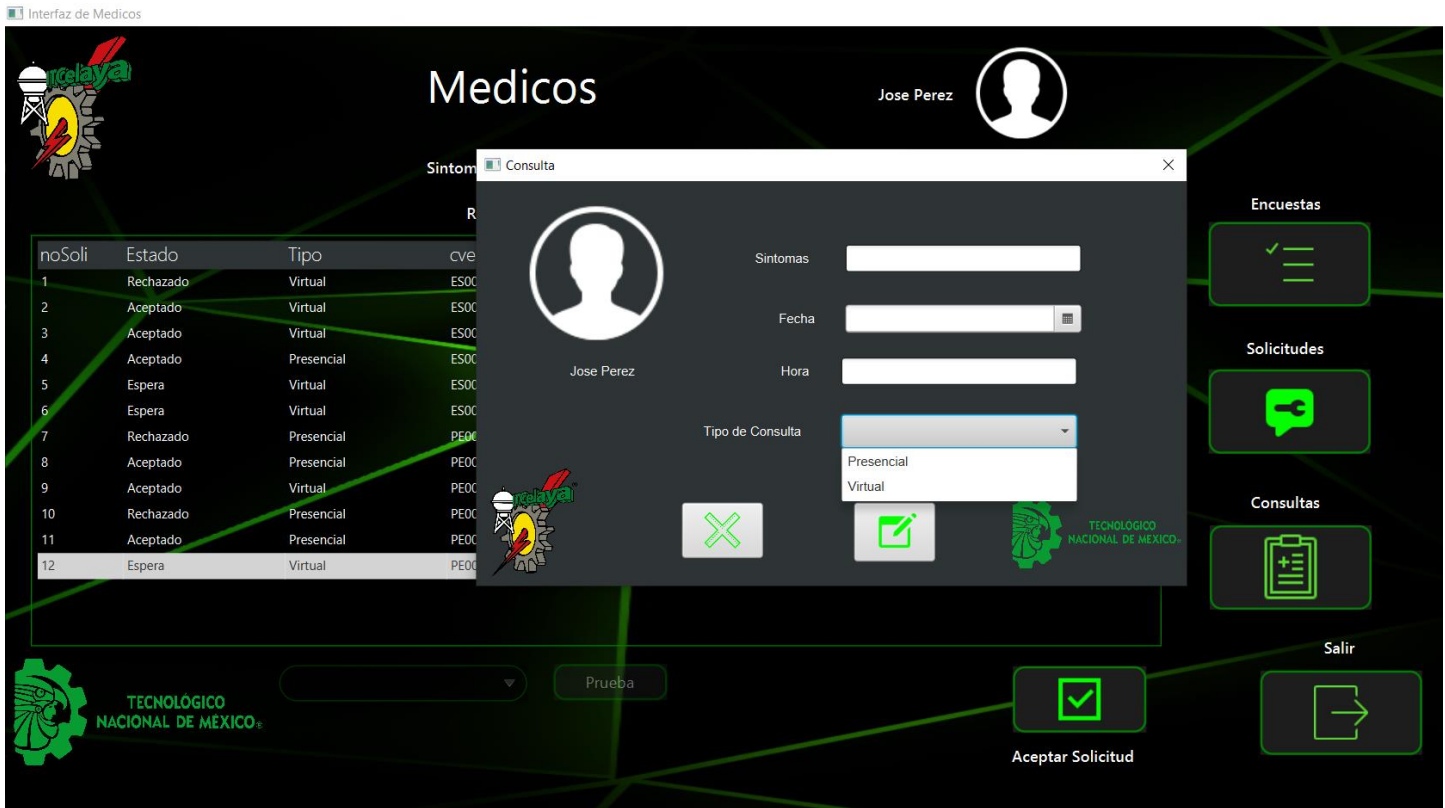 Interfaz de Medicos
Medicos
Jose Perez
Sintom
R
noSoli Estado Tipo cve
1 Rechazado Virtual ES00
2 Aceptado Virtual ES00
3 Aceptado Virtual ES00
4 Aceptado Presencial ES00
5 Espera Virtual ES00
6 Espera Virtual ES00
7 Rechazado Presencial PE00
8 Aceptado Presencial PE00
9 Aceptado Virtual PE00
10 Rechazado Presencial PE00
11 Aceptado Presencial PE00
12 Espera Virtual PE00
Consulta
Jose Perez
Sintomas
Fecha
Hora
Tipo de Consulta
Presencial
Virtual
TECNOLÓGICO
NACIONAL DE MEXICO
Encuestas
Solicitudes
Consultas
Salir
TECNOLÓGICO
NACIONAL DE MÉXICO®
Prueba
Aceptar Solicitud